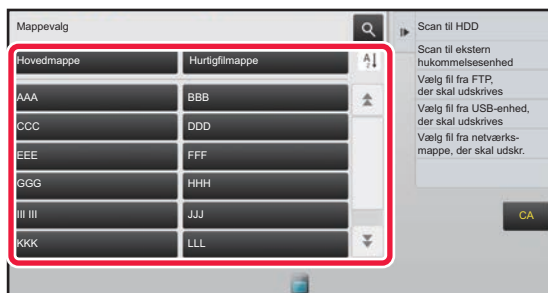 Mappevalg
Hovedmappe
Hurtigfilmappe
AAA
BBB
CCC
DDD
EEE
FFF
GGG
HHH
III III
JJJ
KKK
LLL
Scan til HDD
Scan til ekstern
hukommelsesenhed
Vælg fil fra FTP,
der skal udskrives
Vælg fil fra USB-enhed,
der skal udskrives
Vælg fil fra netværks-
mappe, der skal udskr.
CA